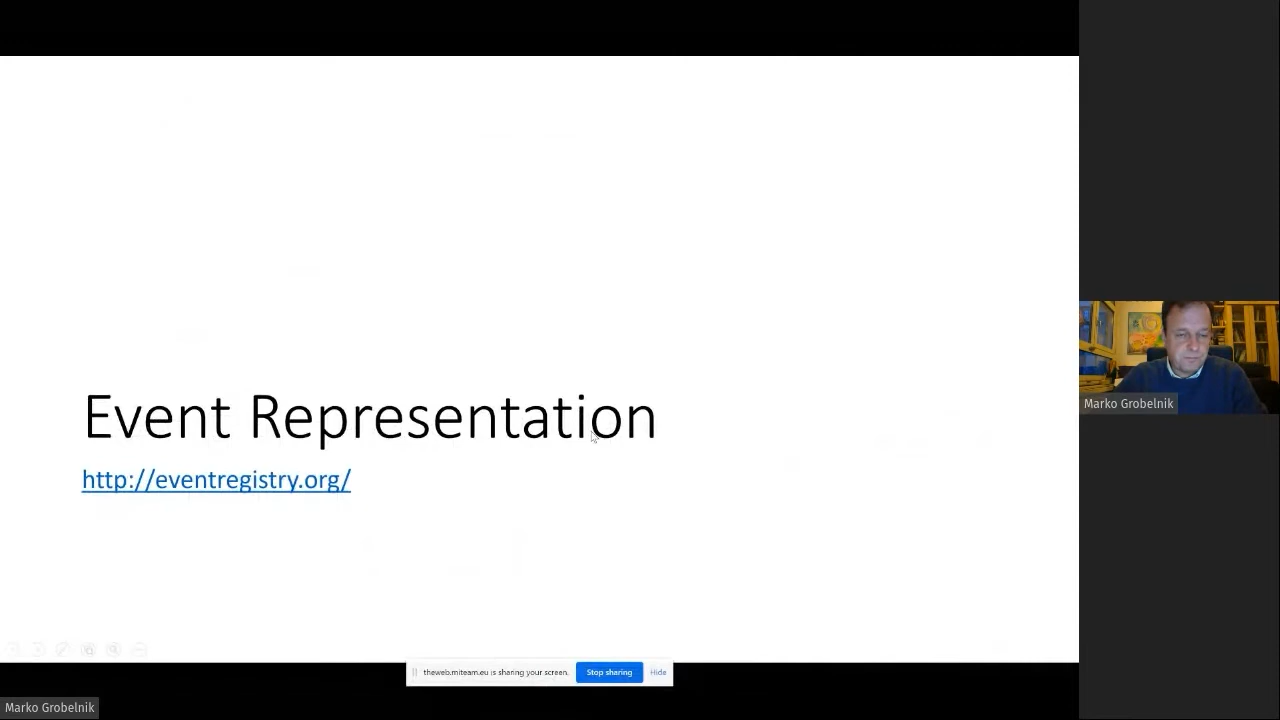 Event Representation
http://eventregistry.org/
Marko Grobelnik
theweb.miteam.eu is sharing your screen.
Stop sharing
Hide
Marko Grobelnik